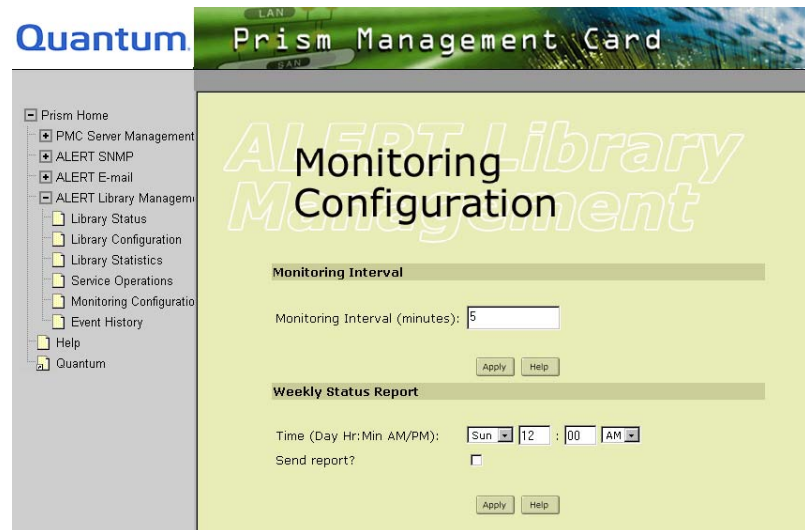 Quantum.
LAN
Prism Management Card
SAN
Prism Home
PMC Server Management
ALERT SNMP
ALERT E-mail
ALERT Library Managem
Library Status
Library Configuration
Library Statistics
Service Operations
Monitoring Configuratio
Event History
Help
Quantum
ALERT Library
Management
Monitoring
Configuration
Monitoring Interval
Monitoring Interval (minutes): 5
Apply Help
Weekly Status Report
Time (Day Hr:Min AM/PM): Sun 12 : 00 AM
Send report?
Apply Help